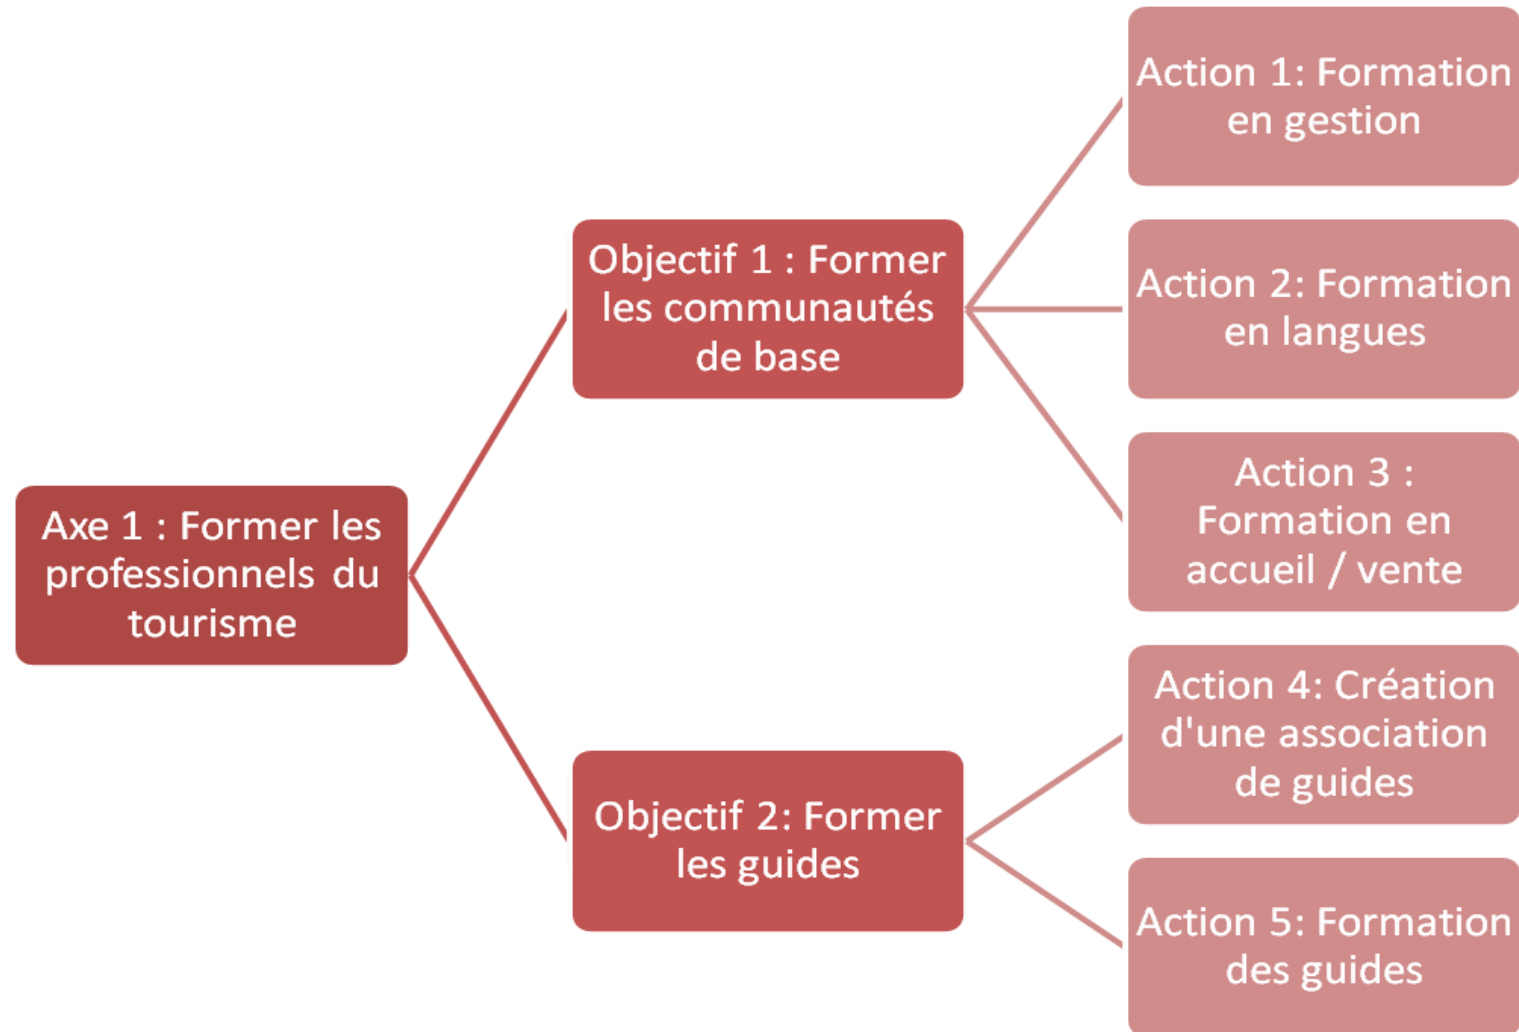 Axe 1 : Former les
professionnels du
tourisme
Objectif 1 : Former
les communautés
de base
Action 1: Formation
en gestion
Action 2: Formation
en langues
Action 3 :
Formation en
accueil / vente
Objectif 2: Former
les guides
Action 4: Création
d'une association
de guides
Action 5: Formation
des guides